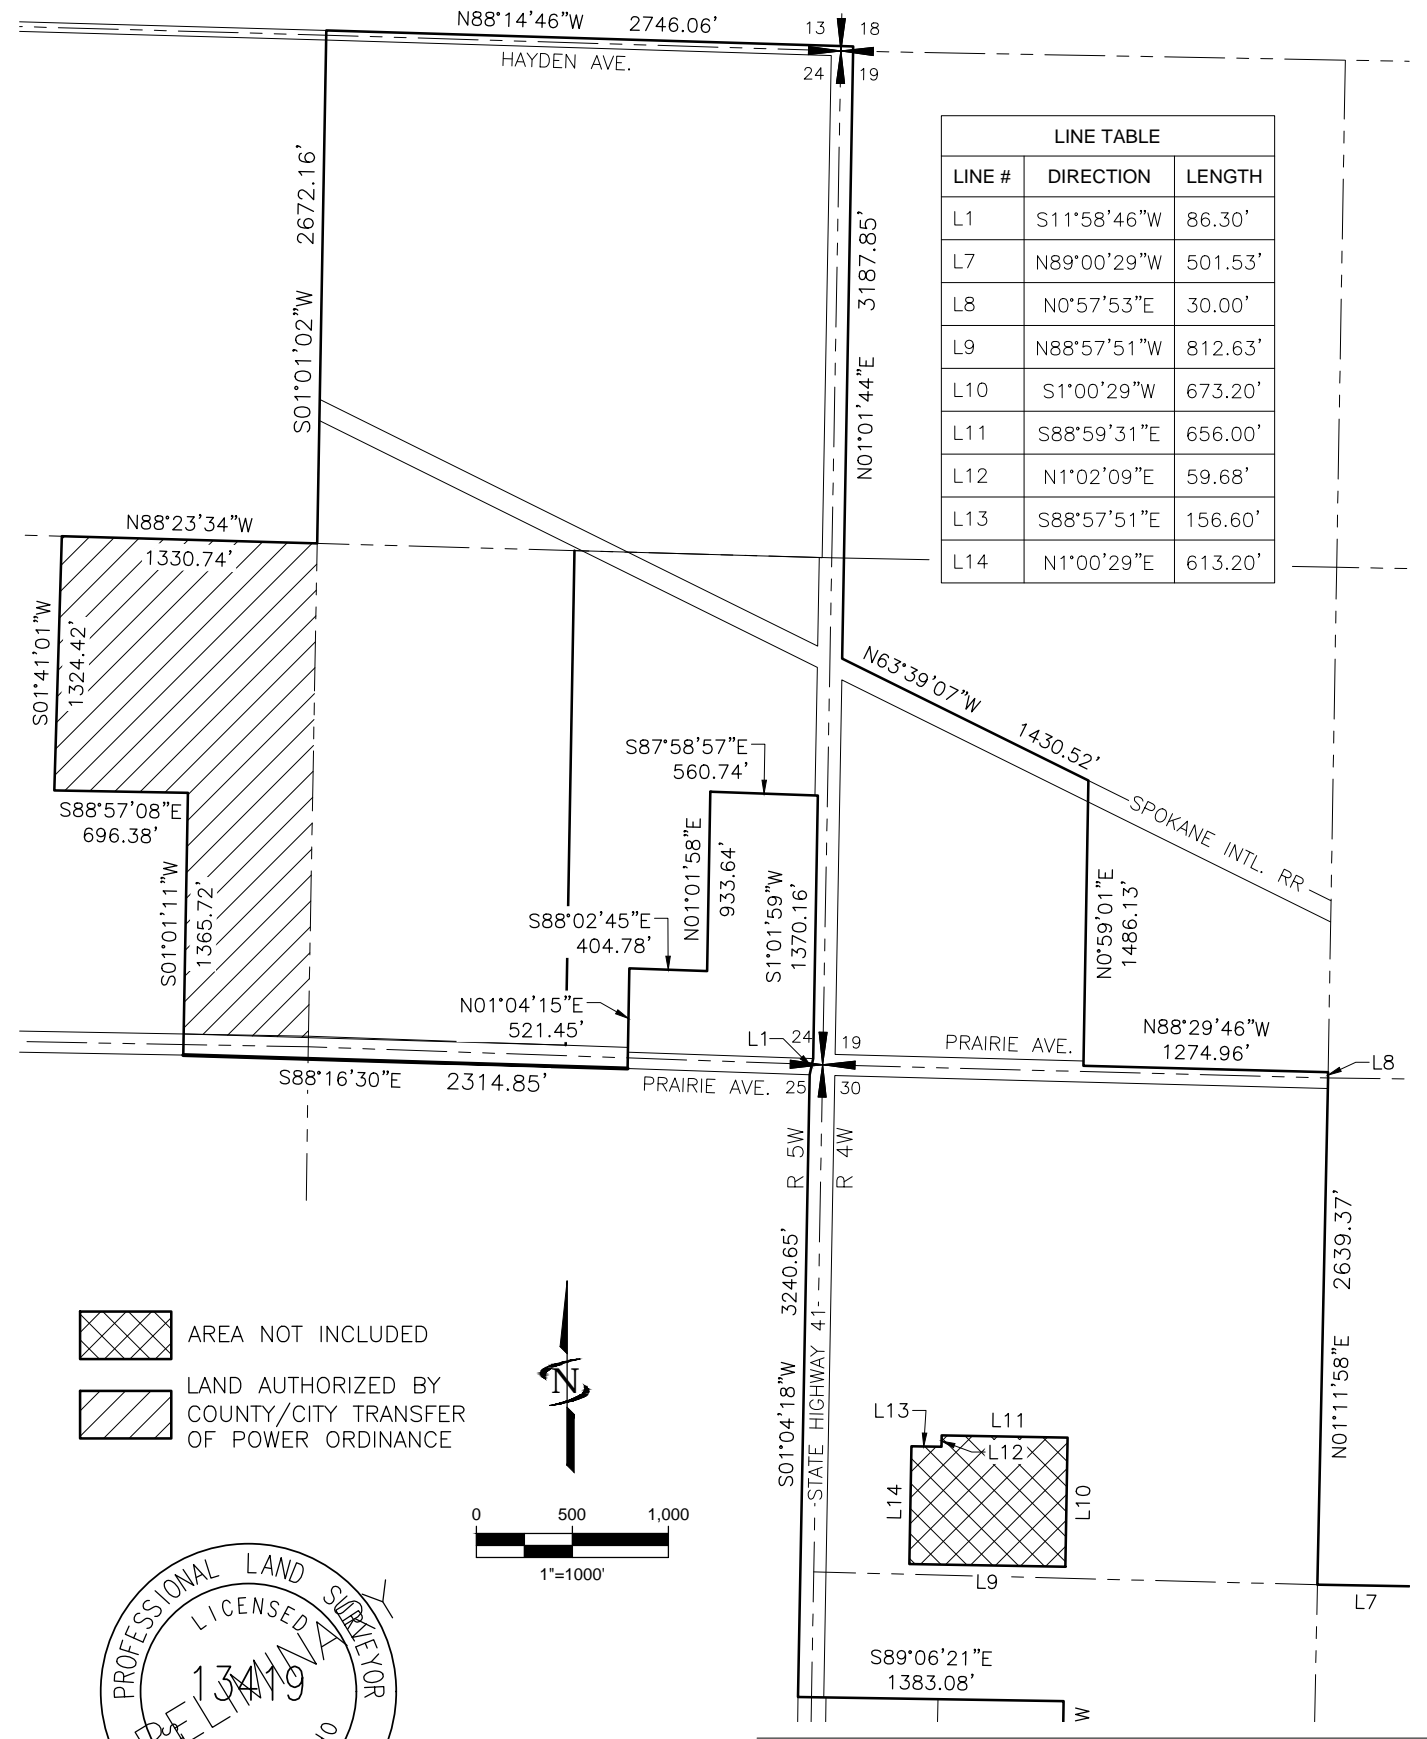 N88°14'46"W 2746.06'
13 18
HAYDEN AVE.
24 19
LINE TABLE
LINE # DIRECTION LENGTH
L1 S11°58'46"W 86.30'
L7 N89°00'29"W 501.53'
L8 N0°57'53"E 30.00'
L9 N88°57'51"W 812.63'
L10 S1°00'29"W 673.20'
L11 S88°59'31"E 656.00'
L12 N1°02'09"E 59.68'
L13 S88°57'51"E 156.60'
L14 N1°00'29"E 613.20'
S01°01'02"W 2672.16'
N01°01'44"E 3187.85'
N88°23'34"W
1330.74'
S01°41'01"W
1324.42'
N63°39'07"W 1430.52'
S87°58'57"E
560.74'
SPOKANE INTL. RR
S88°57'08"E
696.38'
N01°01'58"E
933.64'
S1°01'59"W
1370.16'
S01°01'11"W
1365.72'
S88°02'45"E
404.78'
N0°59'01"E
1486.13'
N01°04'15"E
521.45'
L1
24 19
PRAIRIE AVE.
N88°29'46"W
1274.96'
L8
S88°16'30"E 2314.85'
PRAIRIE AVE.
25 30
R 5W
R 4W
S01°04'18"W 3240.65'
STATE HIGHWAY 41
N01°11'58"E 2639.37'
AREA NOT INCLUDED
LAND AUTHORIZED BY
COUNTY/CITY TRANSFER
OF POWER ORDINANCE
N
0 500 1,000
1"=1000'
L13
L11
L12
L14
L10
L9
L7
S89°06'21"E
1383.08'
W
PROFESSIONAL LAND SURVEYOR
LICENSED
13419